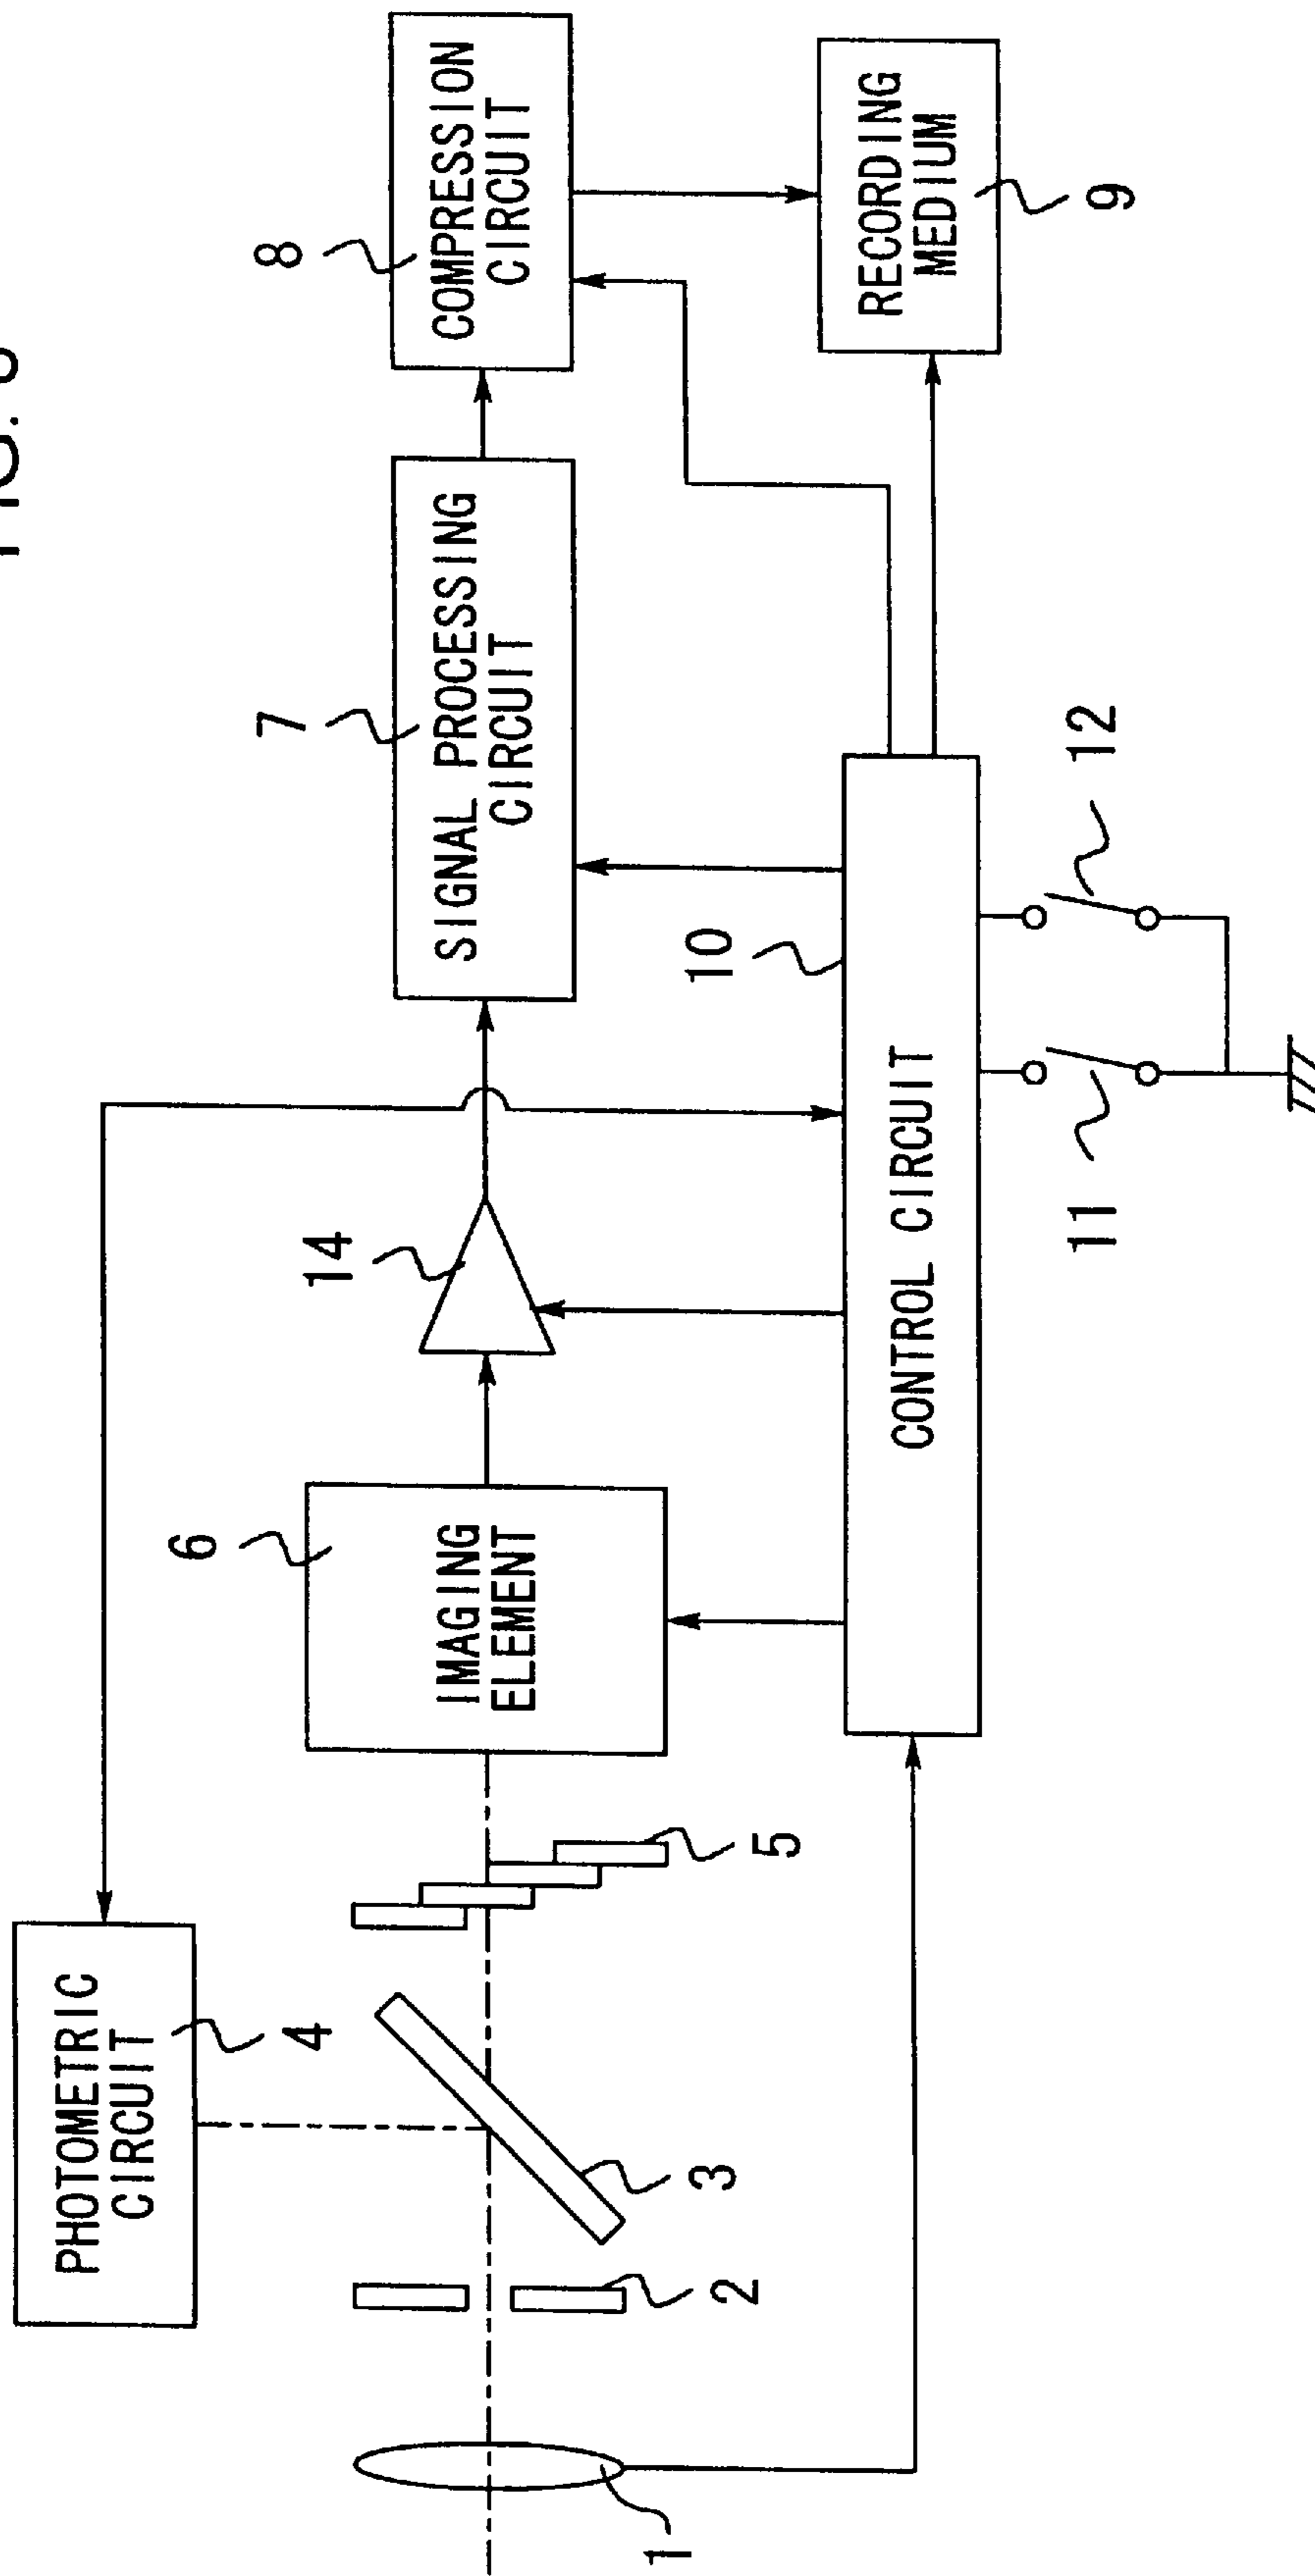 FIG.
8
COMPRESSION
CIRCUIT
7
SIGNAL PROCESSING
CIRCUIT
RECORDING
MEDIUM
9
14
10
12
6
IMAGING
ELEMENT
CONTROL CIRCUIT
11
PHOTOMETRIC
CIRCUIT
4
5
3
2
1